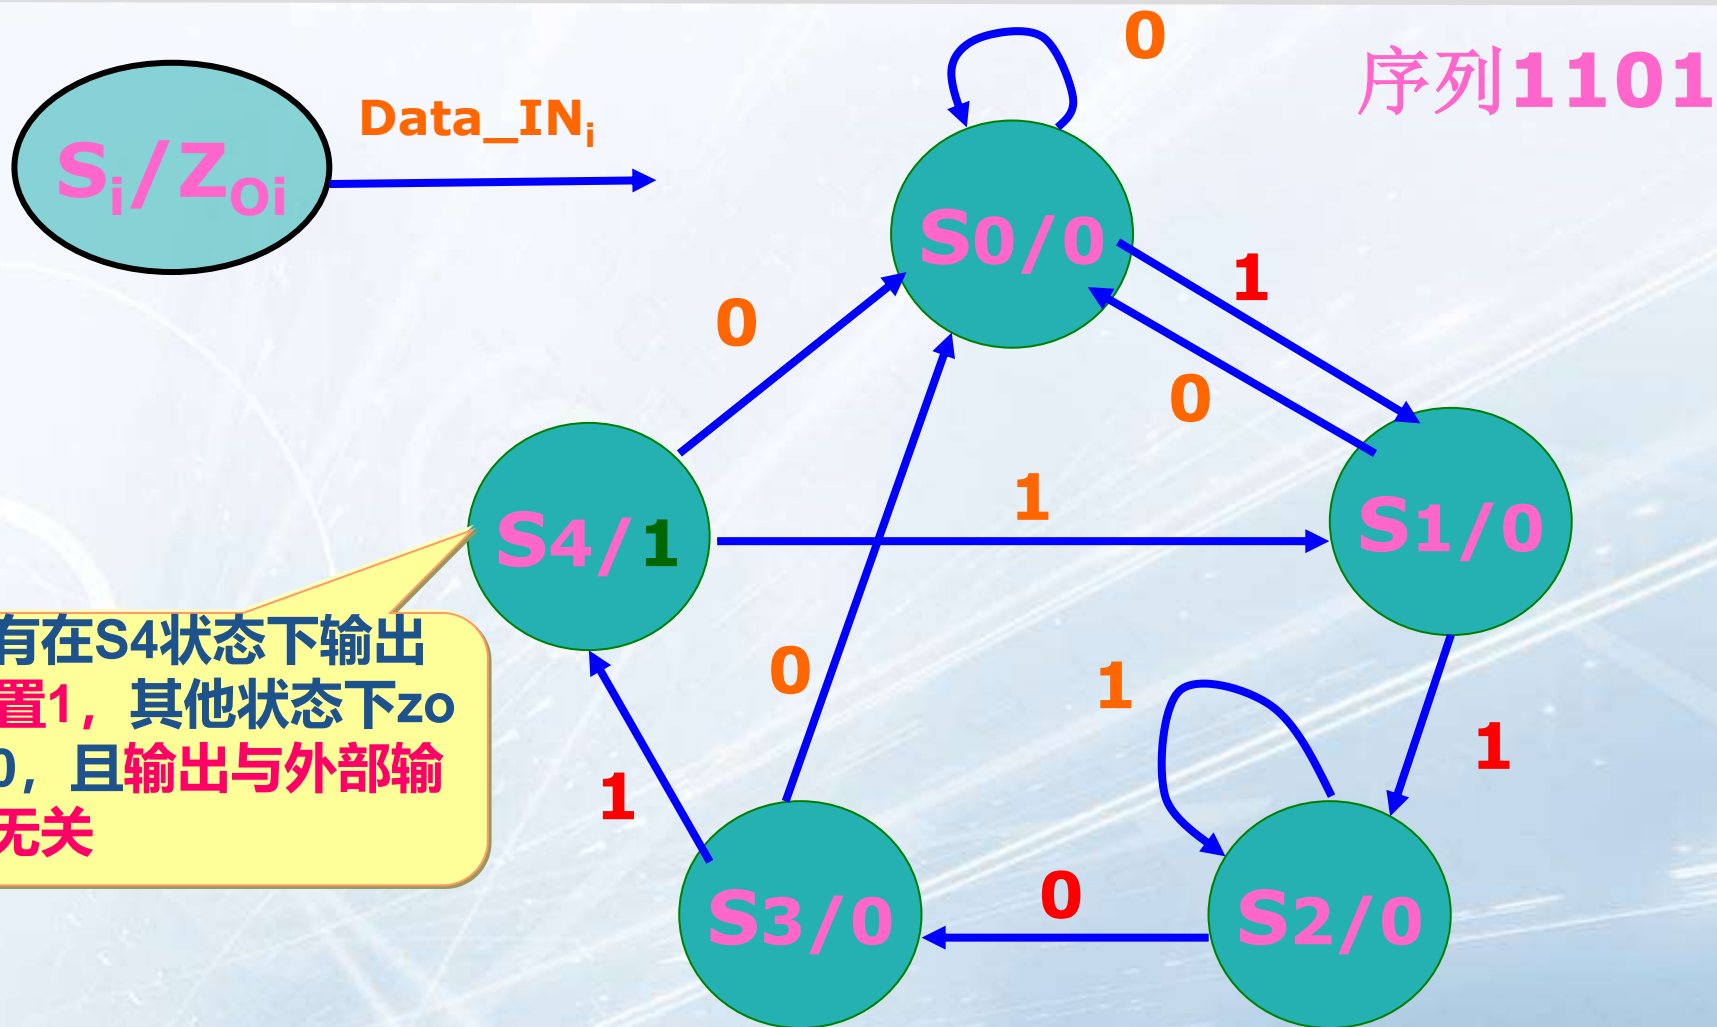 序列1101
Data_INi
Si/ZOi
0
S0/0
1
0
0
S4/1
1
S1/0
有在S4状态下输出
置1，其他状态下zo
0，且输出与外部输
无关
0
1
1
1
S3/0
0
S2/0